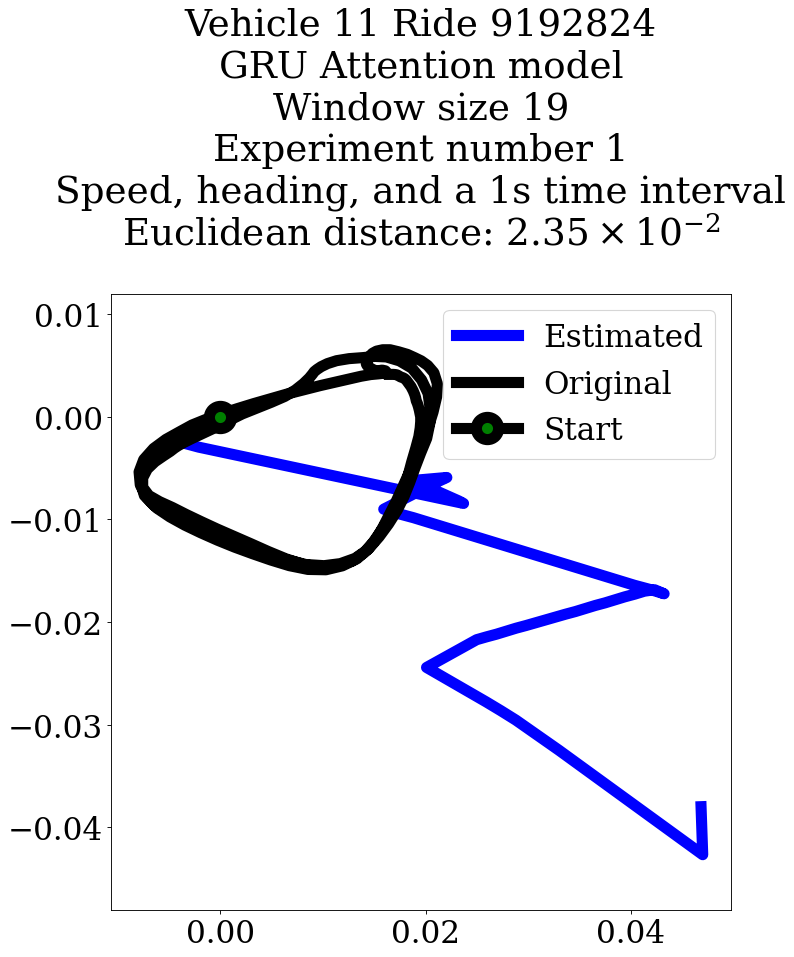 Vehicle 11 Ride 9192824
GRU Attention model
Window size 19
Experiment number 1
Speed, heading, and a 1s time interval
Euclidean distance: 2.35 × 10⁻²
0.01
Estimated
Original
Start
0.00
−0.01
−0.02
−0.03
−0.04
0.00 0.02 0.04